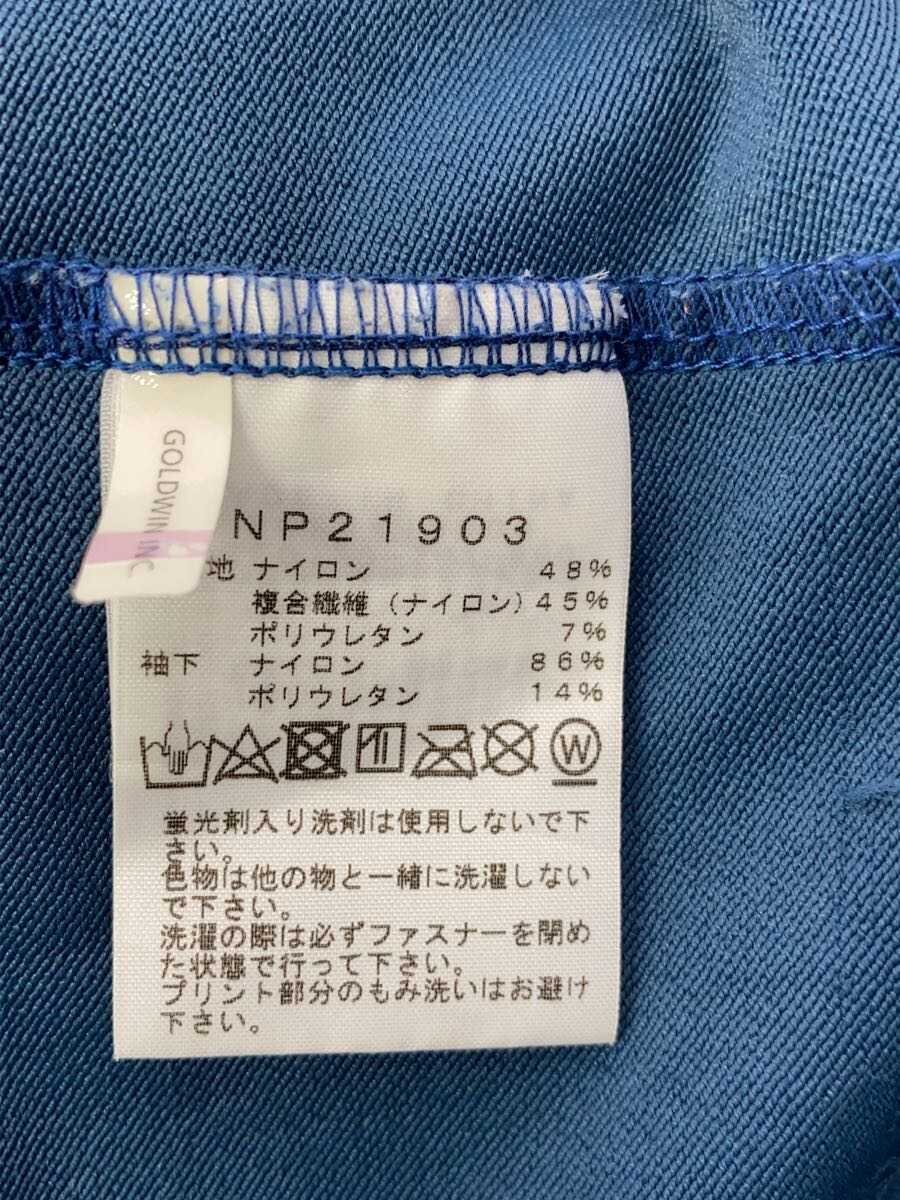 GOLDWIN INC
NP21903
地 ナイロン 48%
複合繊維(ナイロン)45%
ポリウレタン 7%
袖下 ナイロン 86%
ポリウレタン 14%
W
蛍光剤入り洗剤は使用しないで下
さい。
色物は他の物と一緒に洗濯しない
で下さい。
洗濯の際は必ずファスナーを閉め
た状態で行って下さい。
プリント部分のもみ洗いはお避け
下さい。